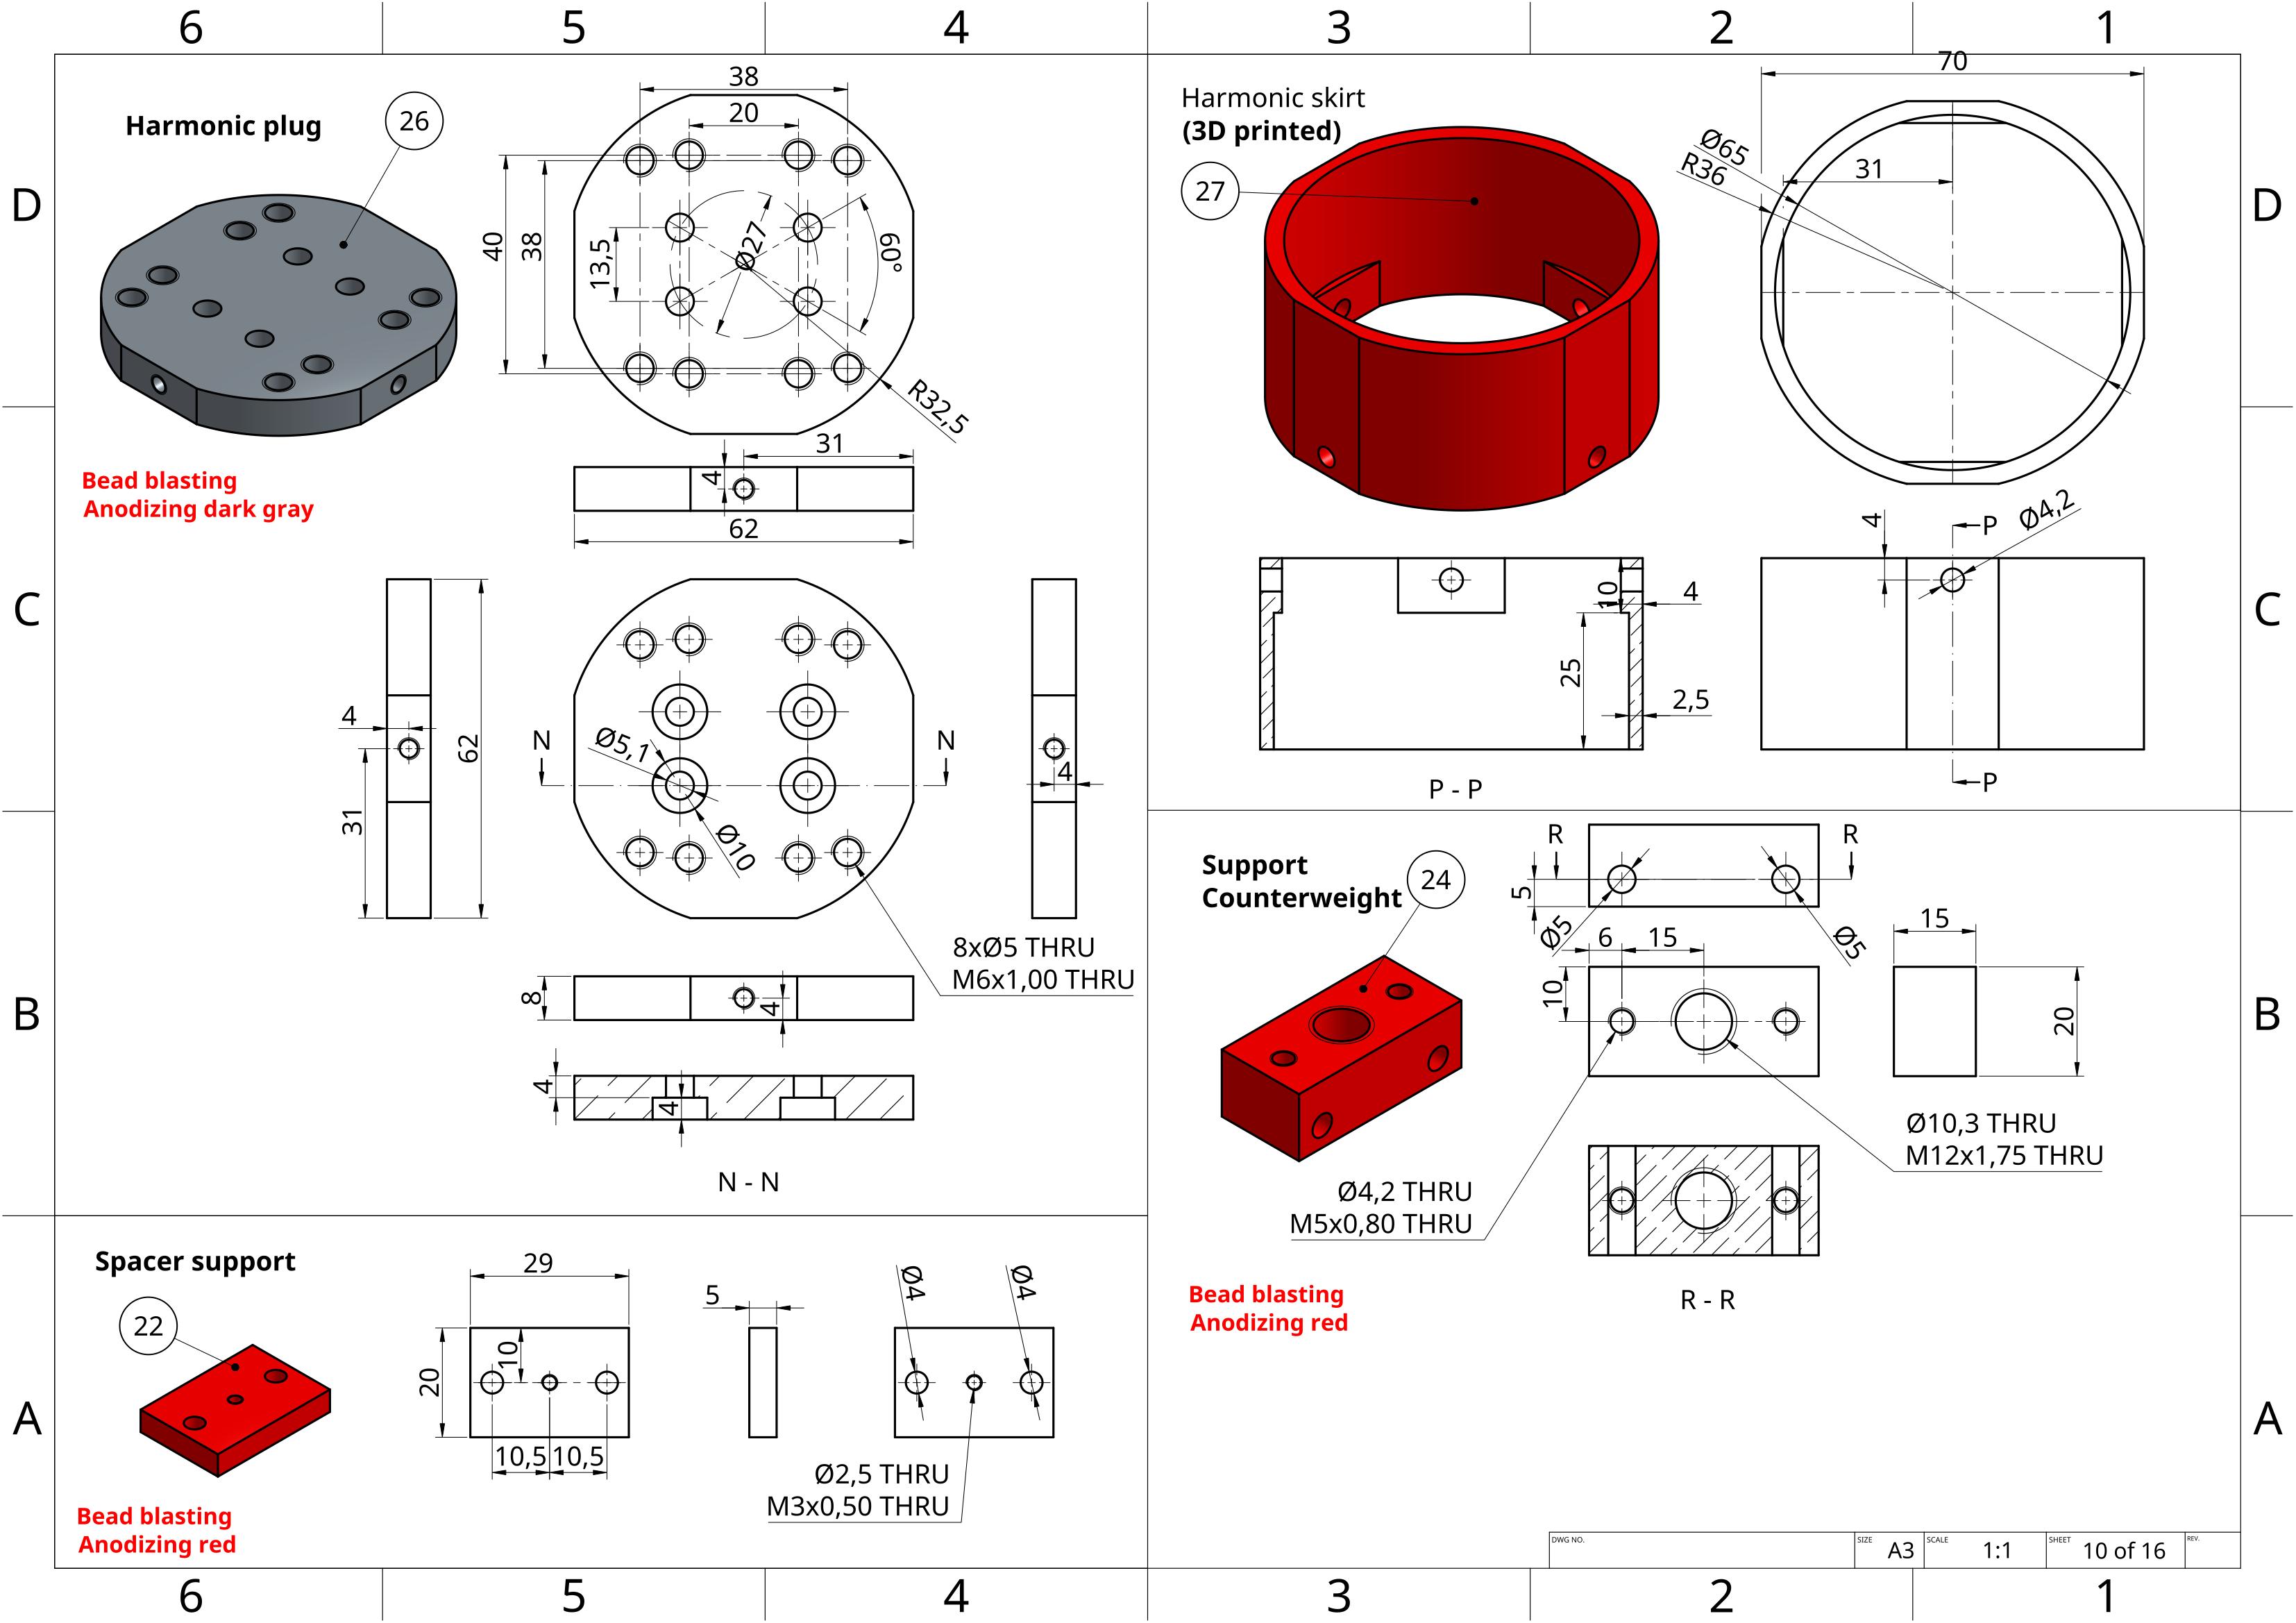 6 5 4 3 2 1
D
C
B
A
D
C
B
A
Harmonic plug
26
38
20
40
38
13,5
Ø27
60°
R32,5
Bead blasting
Anodizing dark gray
31
4
62
4
62
31
N
N
Ø5,1
Ø10
4
8xØ5 THRU
M6x1,00 THRU
8
4
4
4
N - N
Harmonic skirt
(3D printed)
27
70
Ø65
R36
31
10
4
25
2,5
P - P
4
P
Ø4,2
P
Support
Counterweight
24
R
R
5
Ø5
Ø5
6
15
10
15
20
Ø10,3 THRU
M12x1,75 THRU
Ø4,2 THRU
M5x0,80 THRU
R - R
Bead blasting
Anodizing red
Spacer support
22
29
20
10
10,5
10,5
5
Ø4
Ø4
Ø2,5 THRU
M3x0,50 THRU
Bead blasting
Anodizing red
DWG NO.
SIZE
A3
SCALE
1:1
SHEET
10 of 16
REV.
6 5 4 3 2 1